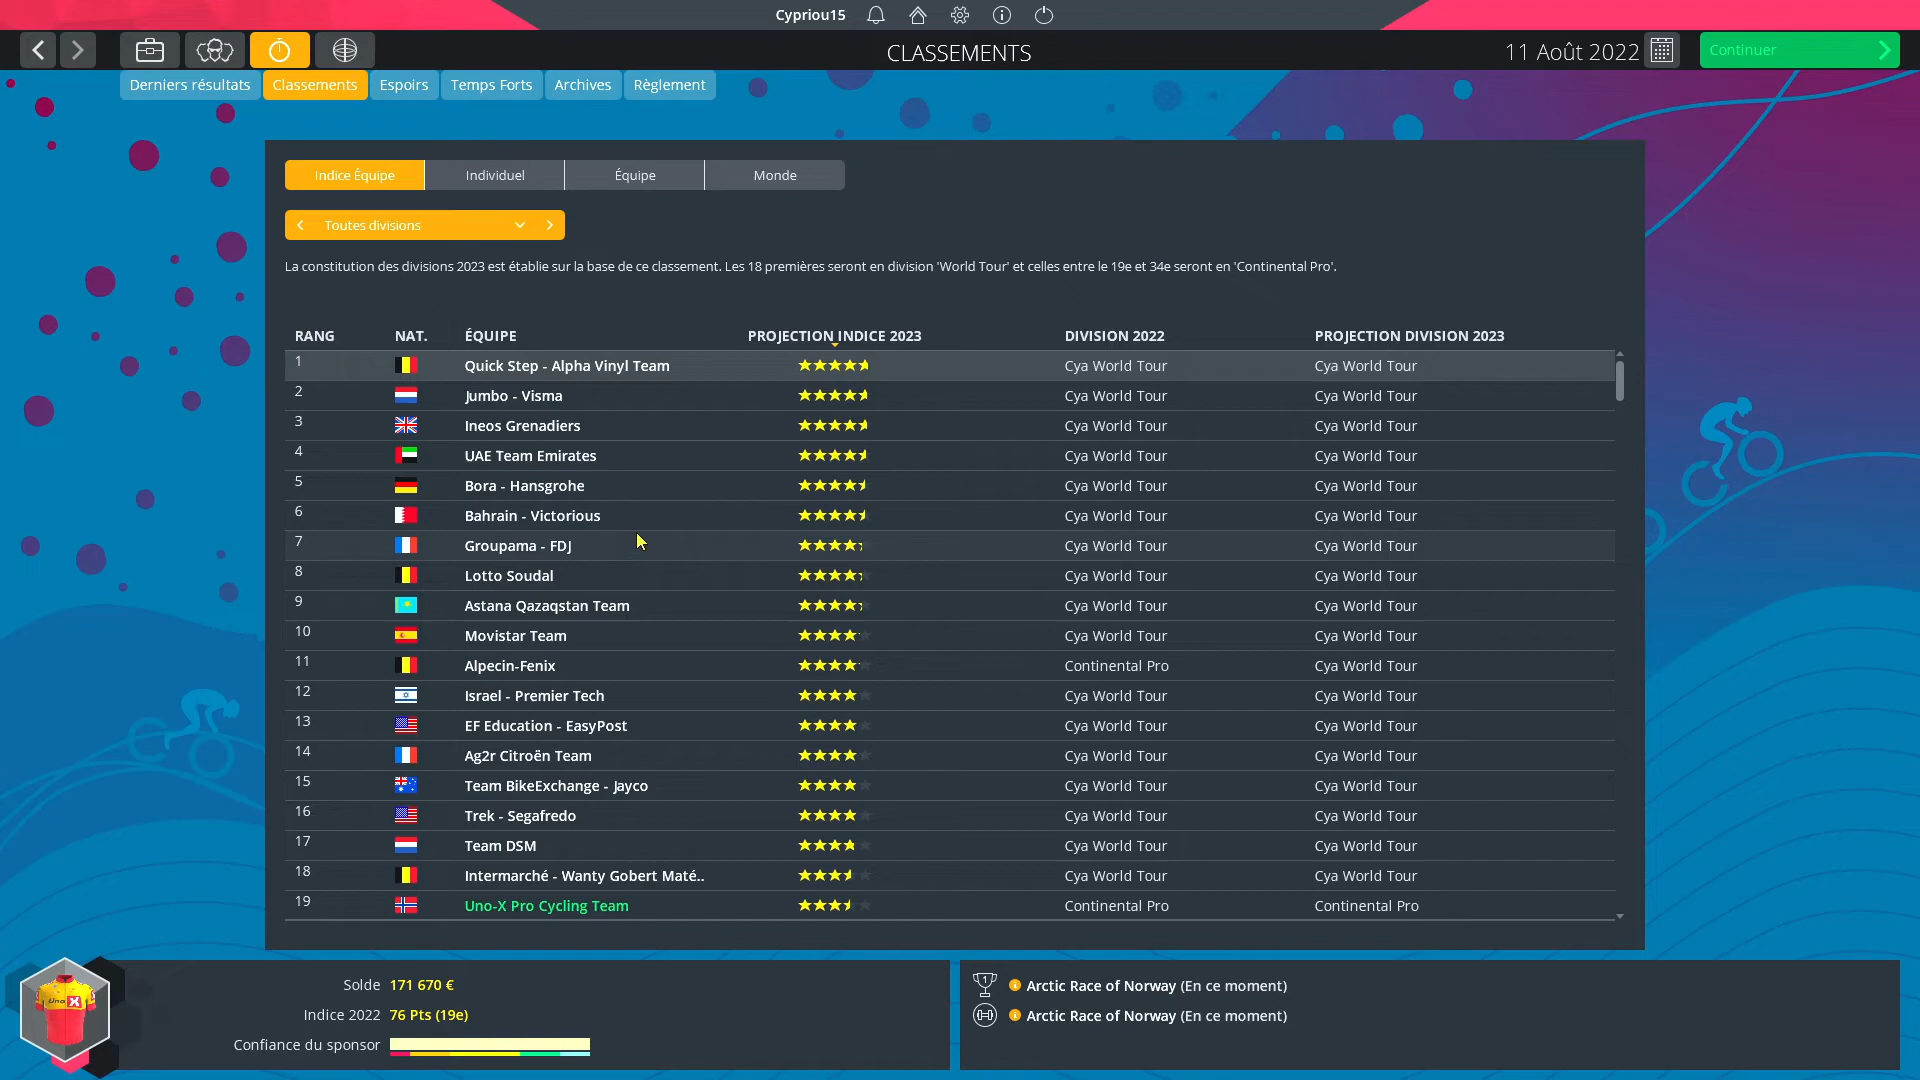 Cypriou15
CLASSEMENTS
11 Août 2022
Continuer
Derniers résultats
Classements
Espoirs
Temps Forts
Archives
Règlement
Indice Équipe
Individuel
Équipe
Monde
Toutes divisions
La constitution des divisions 2023 est établie sur la base de ce classement. Les 18 premières seront en division 'World Tour' et celles entre le 19e et 34e seront en 'Continental Pro'.
RANG NAT. ÉQUIPE PROJECTION INDICE 2023 DIVISION 2022 PROJECTION DIVISION 2023
1 Quick Step - Alpha Vinyl Team Cya World Tour Cya World Tour
2 Jumbo - Visma Cya World Tour Cya World Tour
3 Ineos Grenadiers Cya World Tour Cya World Tour
4 UAE Team Emirates Cya World Tour Cya World Tour
5 Bora - Hansgrohe Cya World Tour Cya World Tour
6 Bahrain - Victorious Cya World Tour Cya World Tour
7 Groupama - FDJ Cya World Tour Cya World Tour
8 Lotto Soudal Cya World Tour Cya World Tour
9 Astana Qazaqstan Team Cya World Tour Cya World Tour
10 Movistar Team Cya World Tour Cya World Tour
11 Alpecin-Fenix Continental Pro Cya World Tour
12 Israel - Premier Tech Cya World Tour Cya World Tour
13 EF Education - EasyPost Cya World Tour Cya World Tour
14 Ag2r Citroën Team Cya World Tour Cya World Tour
15 Team BikeExchange - Jayco Cya World Tour Cya World Tour
16 Trek - Segafredo Cya World Tour Cya World Tour
17 Team DSM Cya World Tour Cya World Tour
18 Intermarché - Wanty Gobert Maté.. Cya World Tour Cya World Tour
19 Uno-X Pro Cycling Team Continental Pro Continental Pro
Solde 171 670 €
Indice 2022 76 Pts (19e)
Confiance du sponsor
Uno X
1 Arctic Race of Norway (En ce moment)
Arctic Race of Norway (En ce moment)